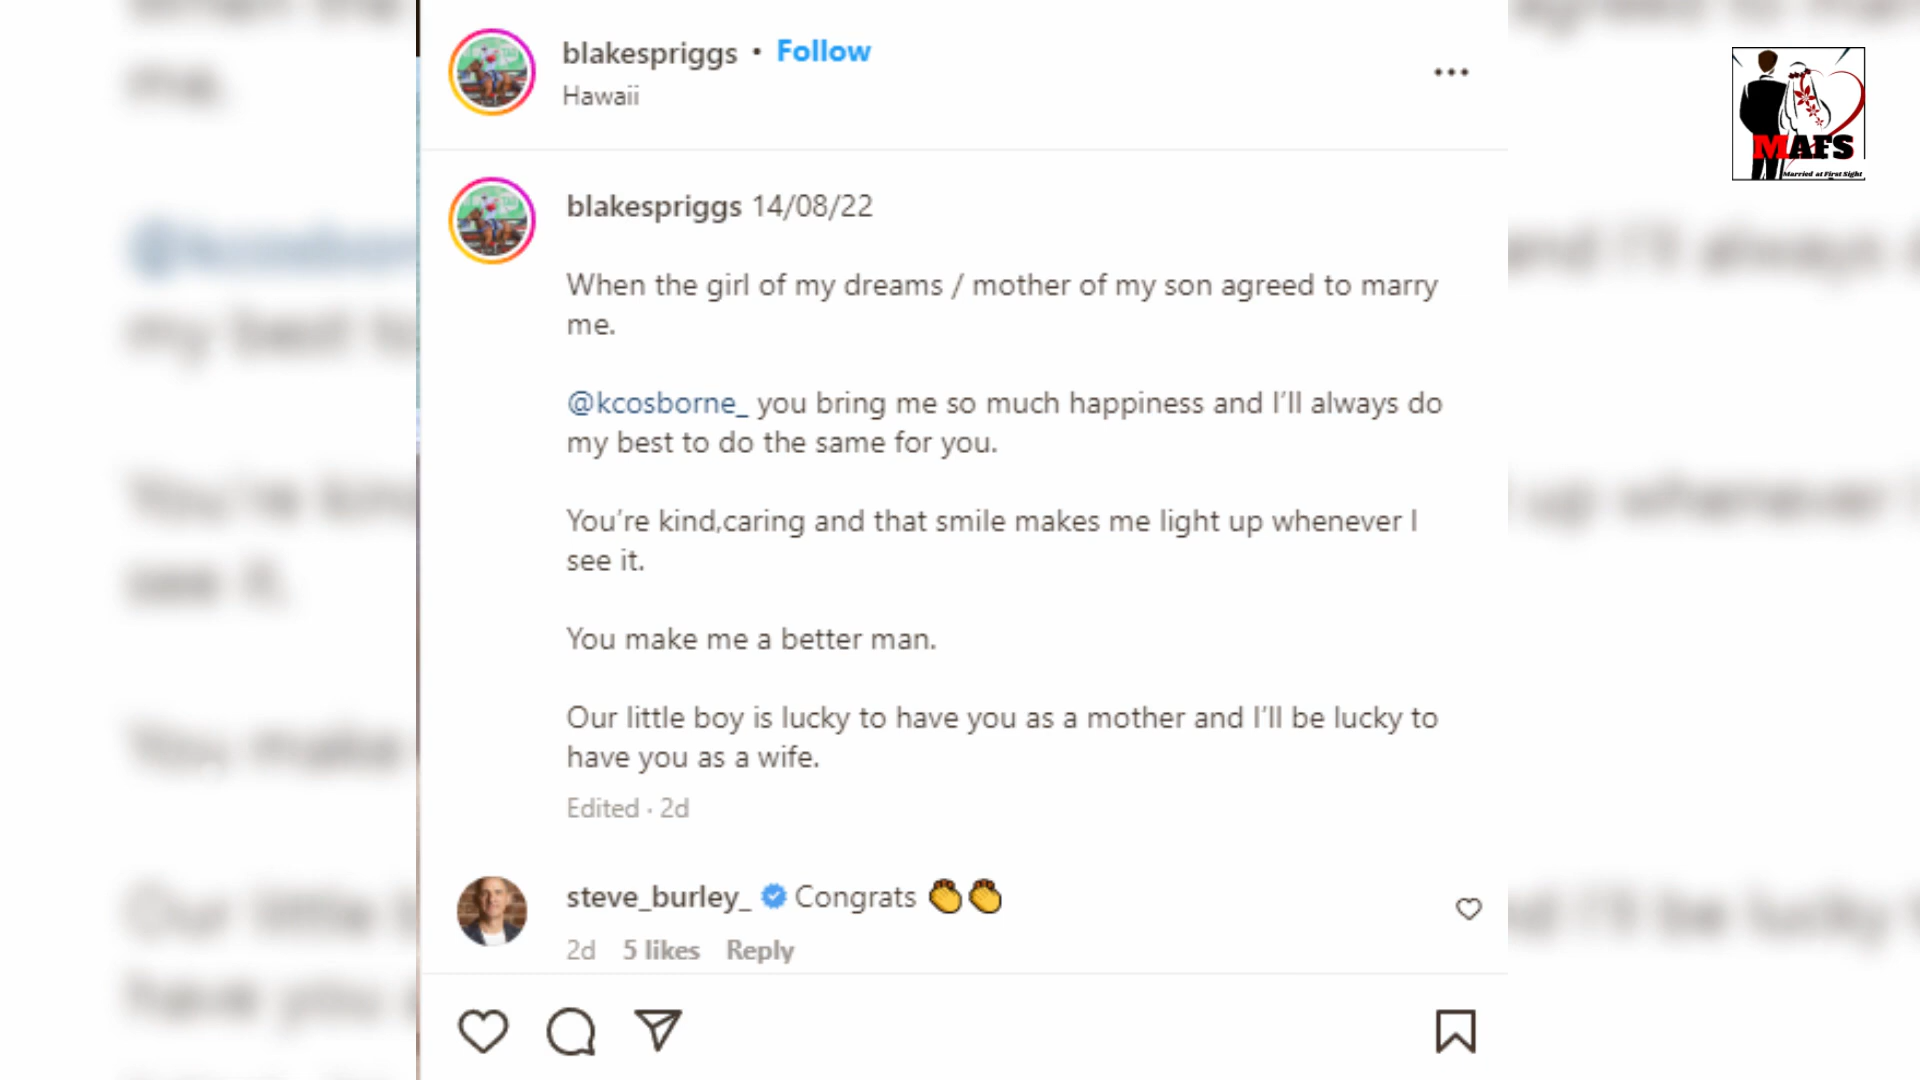 blakespriggs • Follow
Hawaii
blakespriggs 14/08/22
When the girl of my dreams / mother of my son agreed to marry
me.
@kcosborne_ you bring me so much happiness and I'll always do
my best to do the same for you.
You're kind,caring and that smile makes me light up whenever I
see it.
You make me a better man.
Our little boy is lucky to have you as a mother and I'll be lucky to
have you as a wife.
Edited · 2d
steve_burley_ Congrats 👏👏
2d 5 likes Reply
MAFS
Married at First Sight